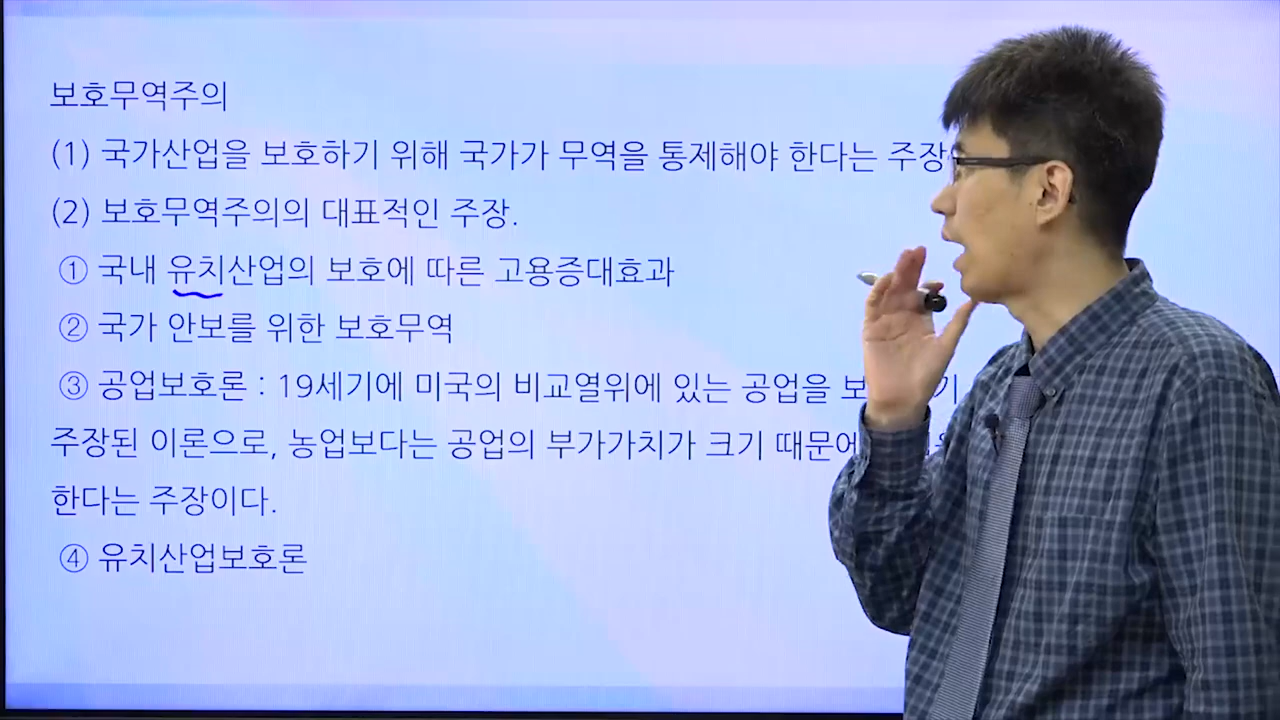 보호무역주의
(1) 국가산업을 보호하기 위해 국가가 무역을 통제해야 한다는 주장
(2) 보호무역주의의 대표적인 주장.
① 국내 유치산업의 보호에 따른 고용증대효과
② 국가 안보를 위한 보호무역
③ 공업보호론 : 19세기에 미국의 비교열위에 있는 공업을
주장된 이론으로, 농업보다는 공업의 부가가치가 크기 때문에
한다는 주장이다.
④ 유치산업보호론